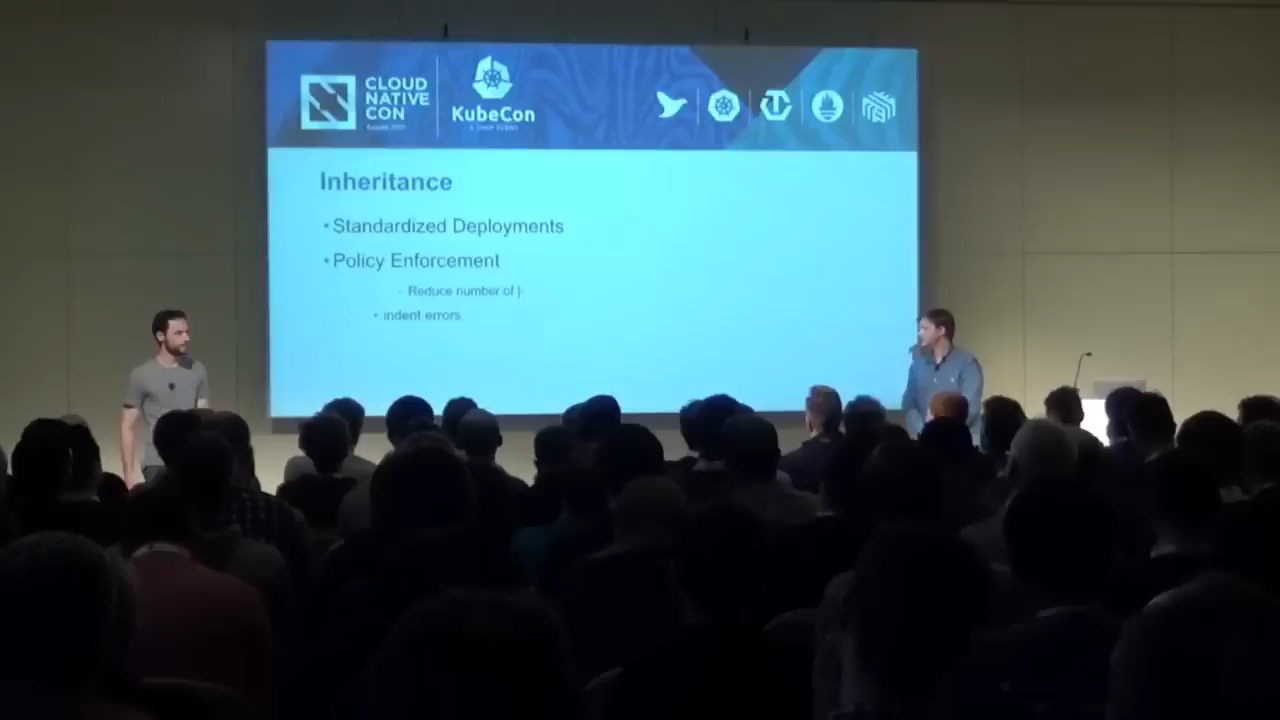 CLOUD
NATIVE
CON
KubeCon
Inheritance
• Standardized Deployments
• Policy Enforcement
- Reduce number of |-
• indent errors